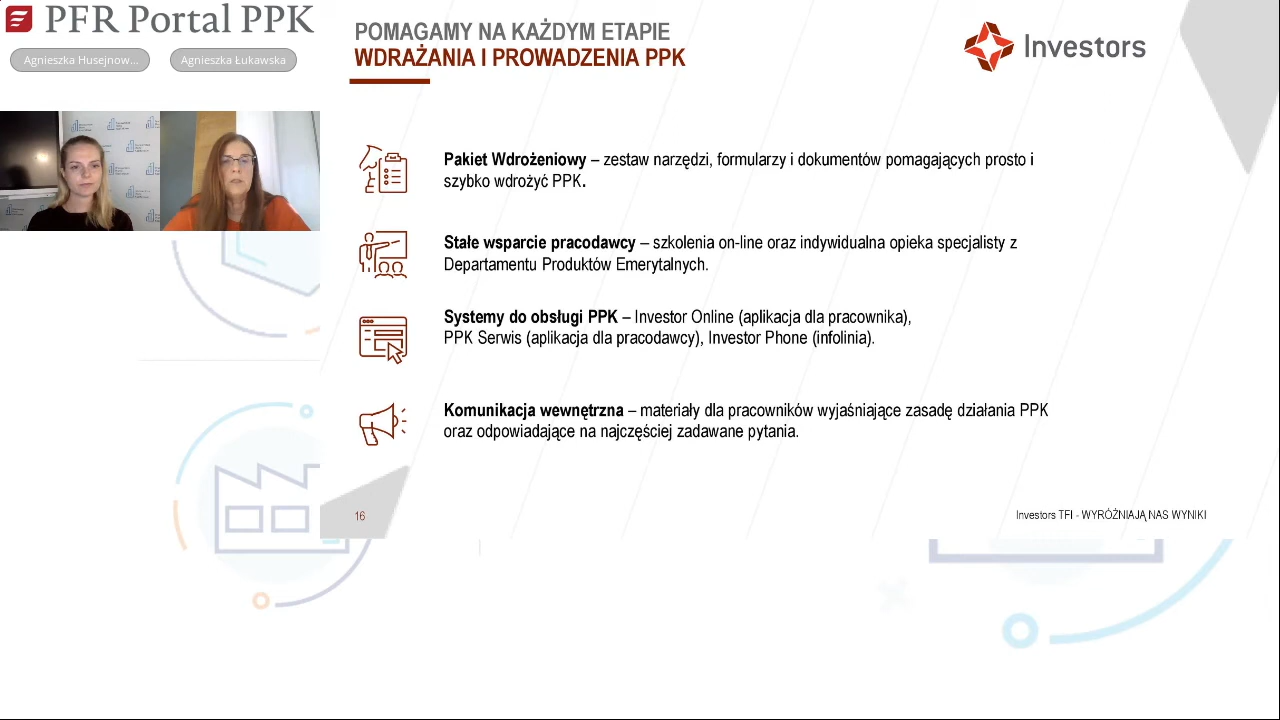 PFR Portal PPK
Agnieszka Husejnow...
Agnieszka Łukawska
POMAGAMY NA KAŻDYM ETAPIE
WDRAŻANIA I PROWADZENIA PPK
Investors
Pakiet Wdrożeniowy – zestaw narzędzi, formularzy i dokumentów pomagających prosto i
szybko wdrożyć PPK.
Stałe wsparcie pracodawcy – szkolenia on-line oraz indywidualna opieka specjalisty z
Departamentu Produktów Emerytalnych.
Systemy do obsługi PPK – Investor Online (aplikacja dla pracownika),
PPK Serwis (aplikacja dla pracodawcy), Investor Phone (infolinia).
Komunikacja wewnętrzna – materiały dla pracowników wyjaśniające zasadę działania PPK
oraz odpowiadające na najczęściej zadawane pytania.
16
Investors TFI - WYRÓŻNIAJĄ NAS WYNIKI